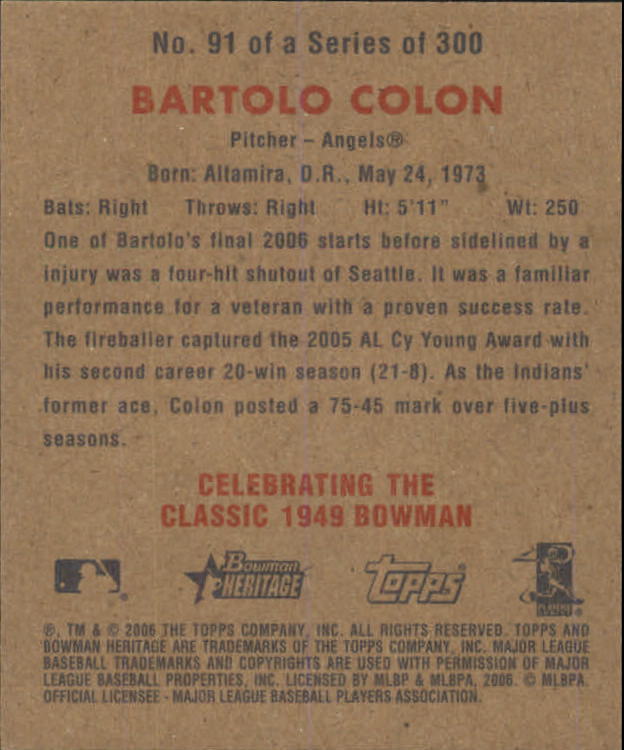 No. 91 of a Series of 300
BARTOLO COLON
Pitcher – Angels®
Born: Altamira, D.R., May 24, 1973
Bats: Right Throws: Right Ht: 5'11" Wt: 250
One of Bartolo's final 2006 starts before sidelined by a
injury was a four-hit shutout of Seattle. It was a familiar
performance for a veteran with a proven success rate.
The fireballer captured the 2005 AL Cy Young Award with
his second career 20-win season (21-8). As the Indians'
former ace, Colon posted a 75-45 mark over five-plus
seasons.
CELEBRATING THE
CLASSIC 1949 BOWMAN
Bowman
HERITAGE
Topps
PLAYERS
®, TM & © 2006 THE TOPPS COMPANY, INC. ALL RIGHTS RESERVED. TOPPS AND
BOWMAN HERITAGE ARE TRADEMARKS OF THE TOPPS COMPANY, INC. MAJOR LEAGUE
BASEBALL TRADEMARKS AND COPYRIGHTS ARE USED WITH PERMISSION OF MAJOR
LEAGUE BASEBALL PROPERTIES, INC. LICENSED BY MLBP & MLBPA, 2006. © MLBPA.
OFFICIAL LICENSEE - MAJOR LEAGUE BASEBALL PLAYERS ASSOCIATION.